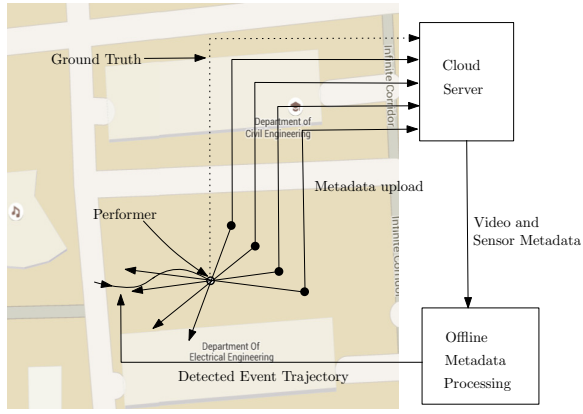 Ground Truth
Cloud
Server
Infinite Corridor
Department of
Civil Engineering
Metadata upload
Performer
Video and
Sensor Metadata
Infinite Corridor
Offline
Metadata
Processing
Department Of
Electrical Engineering
Detected Event Trajectory